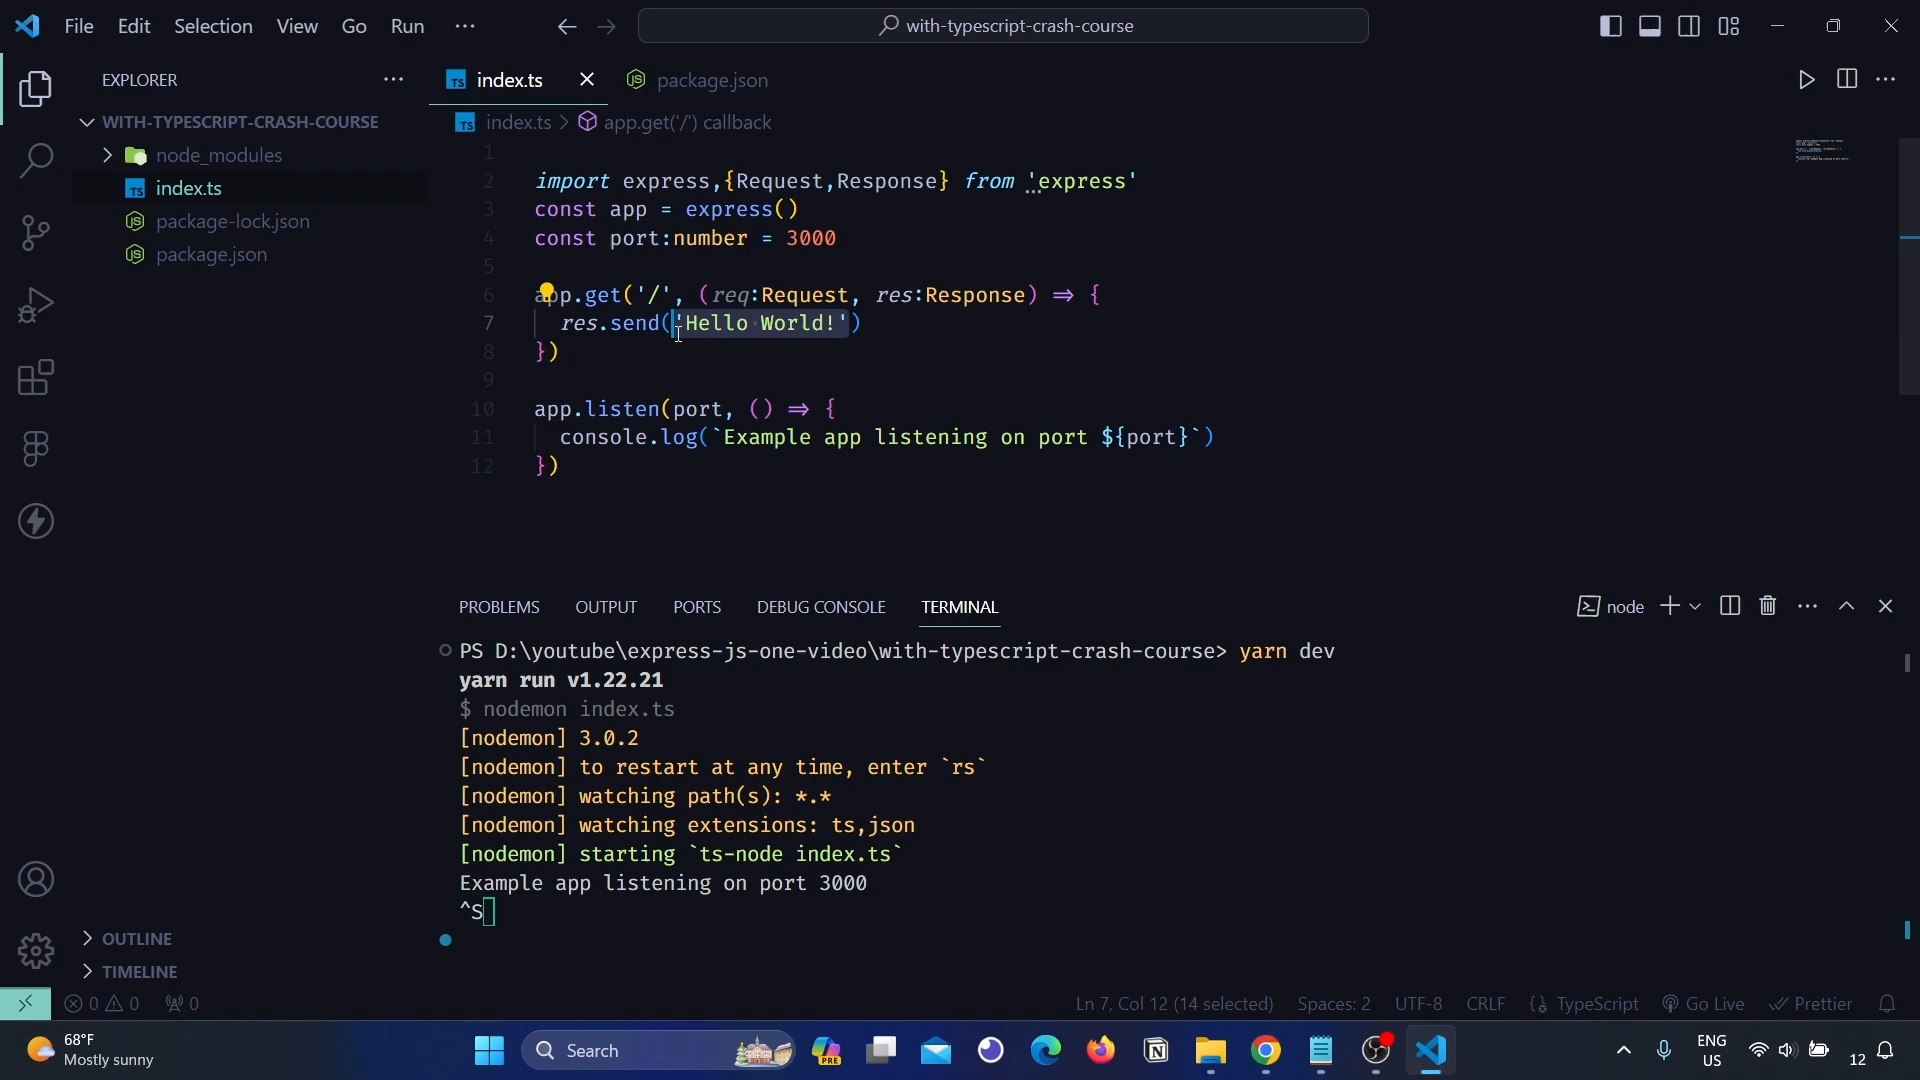 File Edit Selection View Go Run ···
with-typescript-crash-course
EXPLORER
WITH-TYPESCRIPT-CRASH-COURSE
node_modules
TS index.ts
package-lock.json
package.json
OUTLINE
TIMELINE
TS index.ts
package.json
TS index.ts > app.get('/') callback
1
2 import express,{Request,Response} from 'express'
3 const app = express()
4 const port:number = 3000
5
6 app.get('/', (req:Request, res:Response) ⇒ {
7 res.send('Hello World!')
8 })
9
10 app.listen(port, () ⇒ {
11 console.log(`Example app listening on port ${port}`)
12 })
PROBLEMS OUTPUT PORTS DEBUG CONSOLE TERMINAL
node
PS D:\youtube\express-js-one-video\with-typescript-crash-course> yarn dev
yarn run v1.22.21
$ nodemon index.ts
[nodemon] 3.0.2
[nodemon] to restart at any time, enter `rs`
[nodemon] watching path(s): *.*
[nodemon] watching extensions: ts,json
[nodemon] starting `ts-node index.ts`
Example app listening on port 3000
^S
0 0 0
Ln 7, Col 12 (14 selected) Spaces: 2 UTF-8 CRLF {} TypeScript Go Live Prettier
68°F
Mostly sunny
Search
PRE
ENG
US
12